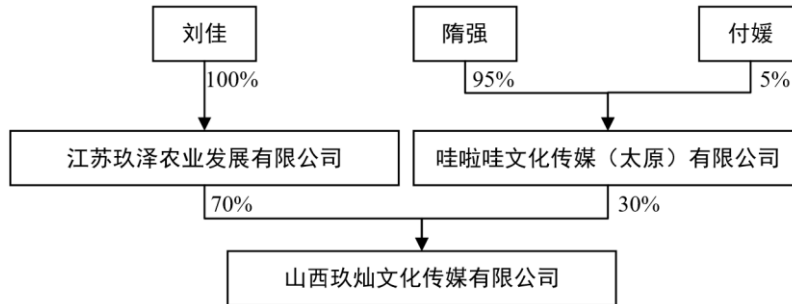 刘佳
隋强
付媛
100%
95%
5%
江苏玖泽农业发展有限公司
哇啦哇文化传媒（太原）有限公司
70%
30%
山西玖灿文化传媒有限公司